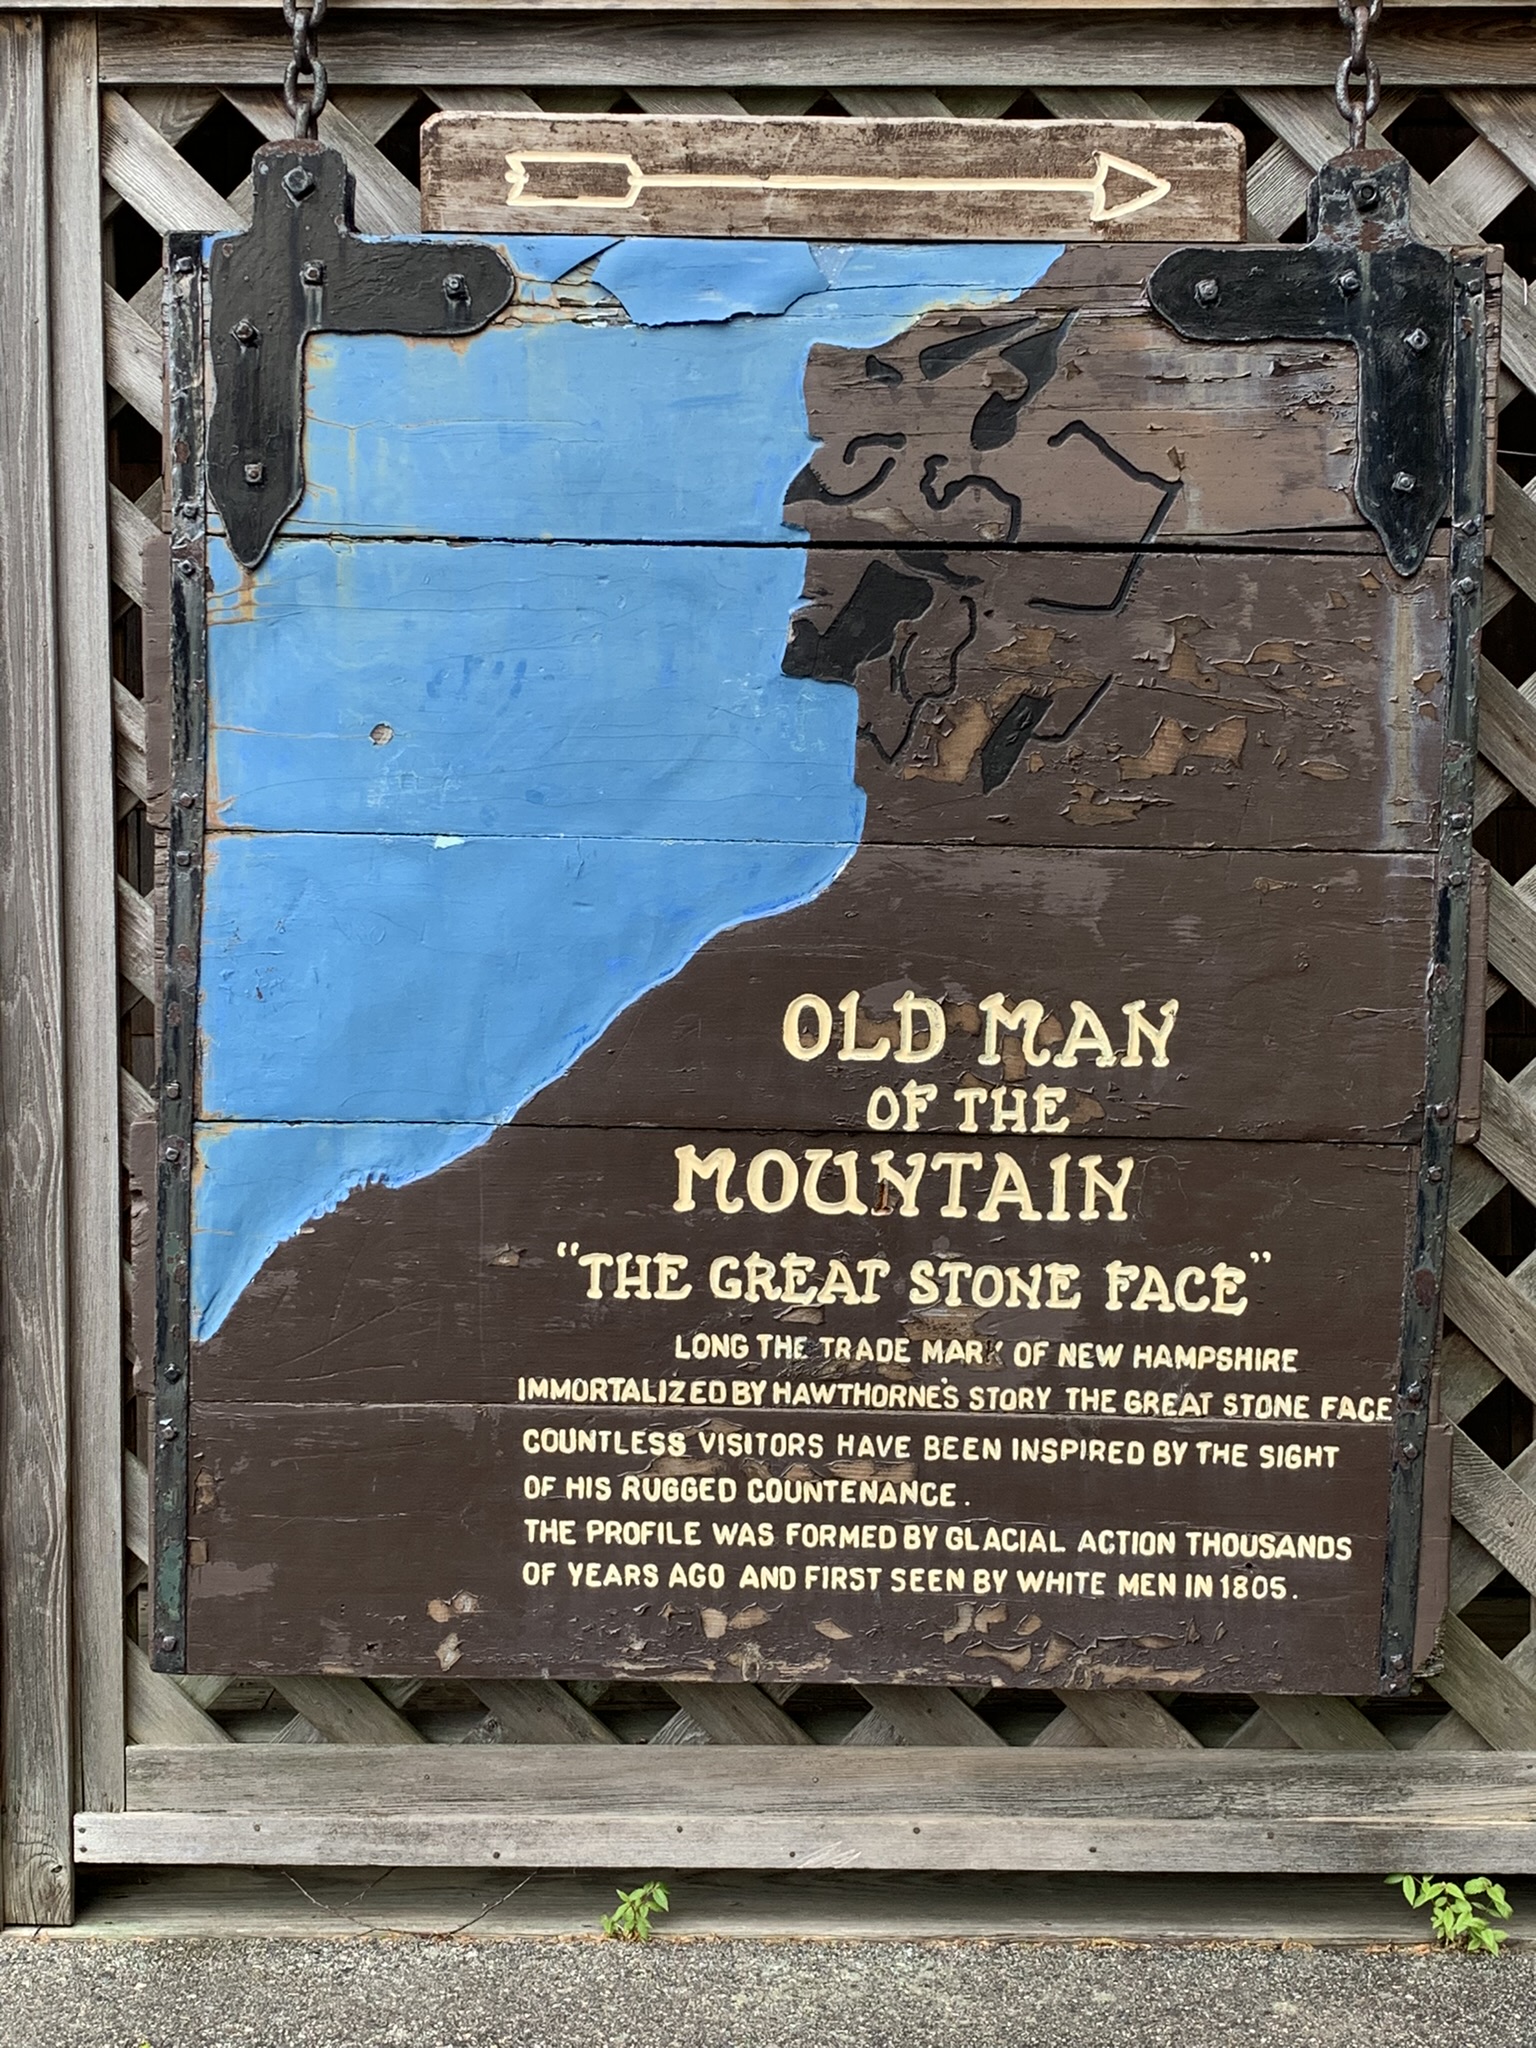 OLD MAN
OF THE
MOUNTAIN
"THE GREAT STONE FACE"
LONG THE TRADE MARK OF NEW HAMPSHIRE
IMMORTALIZED BY HAWTHORNE'S STORY THE GREAT STONE FACE
COUNTLESS VISITORS HAVE BEEN INSPIRED BY THE SIGHT
OF HIS RUGGED COUNTENANCE.
THE PROFILE WAS FORMED BY GLACIAL ACTION THOUSANDS
OF YEARS AGO AND FIRST SEEN BY WHITE MEN IN 1805.